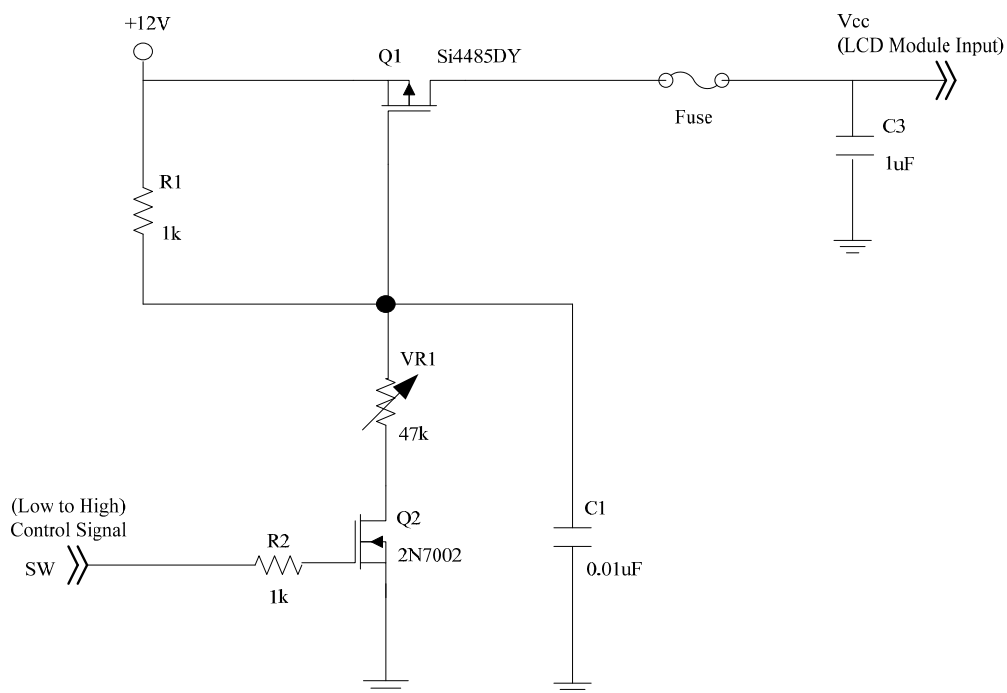 +12V
Q1
Si4485DY
Vcc
(LCD Module Input)
Fuse
C3
1uF
R1
1k
VR1
47k
(Low to High)
Control Signal
SW
R2
1k
Q2
2N7002
C1
0.01uF